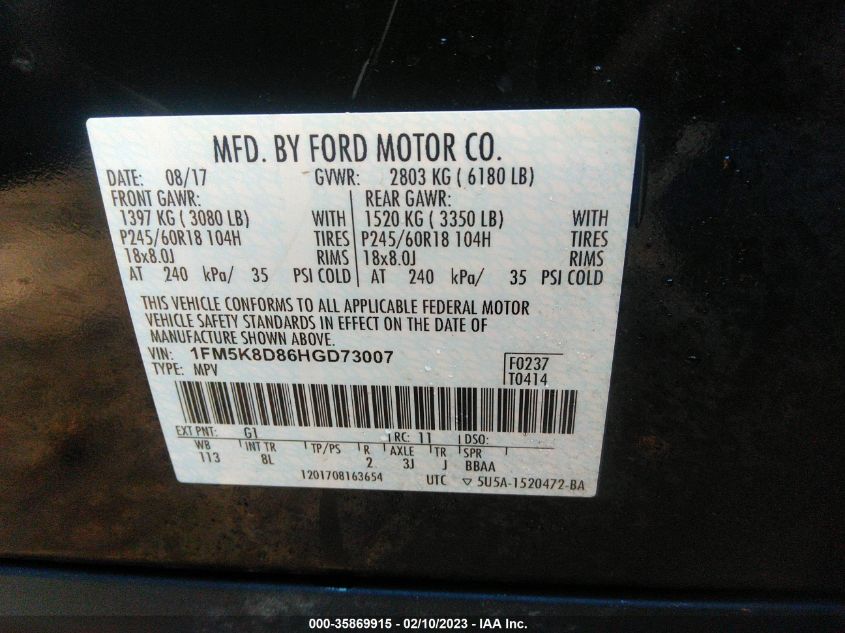 MFD. BY FORD MOTOR CO.
DATE: 08/17 GVWR: 2803 KG ( 6180 LB)
FRONT GAWR: REAR GAWR:
1397 KG ( 3080 LB) WITH 1520 KG ( 3350 LB) WITH
P245/60R18 104H TIRES P245/60R18 104H TIRES
18x8.0J RIMS 18x8.0J RIMS
AT 240 kPa/ 35 PSI COLD AT 240 kPa/ 35 PSI COLD
THIS VEHICLE CONFORMS TO ALL APPLICABLE FEDERAL MOTOR
VEHICLE SAFETY STANDARDS IN EFFECT ON THE DATE OF
MANUFACTURE SHOWN ABOVE.
VIN: 1FM5K8D86HGD73007 F0237
TYPE: MPV T0414
EXT PNT: G1 RC: 11 DSO:
WB INT TR TP/PS R AXLE TR SPR
113 8L 2 3J J BBAA
1201708163654 UTC ▽ 5U5A-1520472-BA
000-35869915 - 02/10/2023 - IAA Inc.